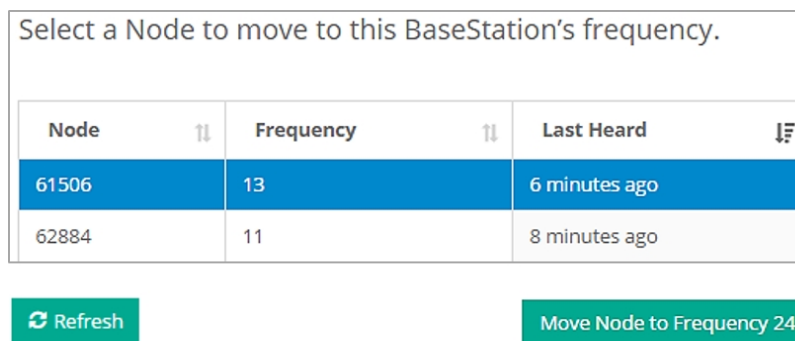 Select a Node to move to this BaseStation’s frequency.
Node Frequency Last Heard
61506 13 6 minutes ago
62884 11 8 minutes ago
Refresh Move Node to Frequency 24